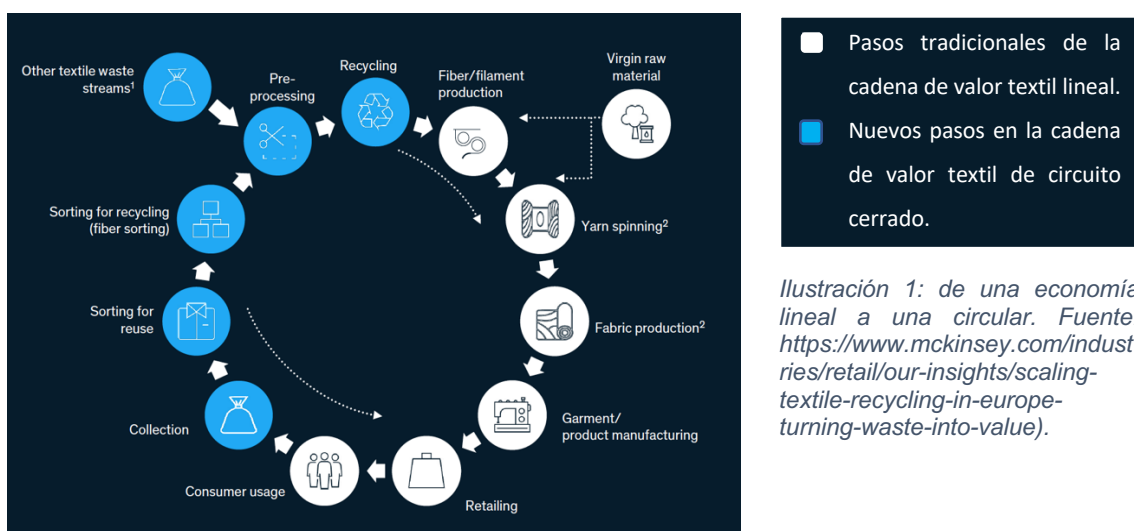 Other textile waste
streams¹
Pre-
processing
Recycling
Fiber/filament
production
Virgin raw
material
Sorting for recycling
(fiber sorting)
Yarn spinning²
Sorting for
reuse
Fabric production²
Collection
Garment/
product manufacturing
Consumer usage
Retailing
Pasos tradicionales de la
cadena de valor textil lineal.
Nuevos pasos en la cadena
de valor textil de circuito
cerrado.
Ilustración 1: de una economía
lineal a una circular. Fuente
https://www.mckinsey.com/indust
ries/retail/our-insights/scaling-
textile-recycling-in-europe-
turning-waste-into-value).